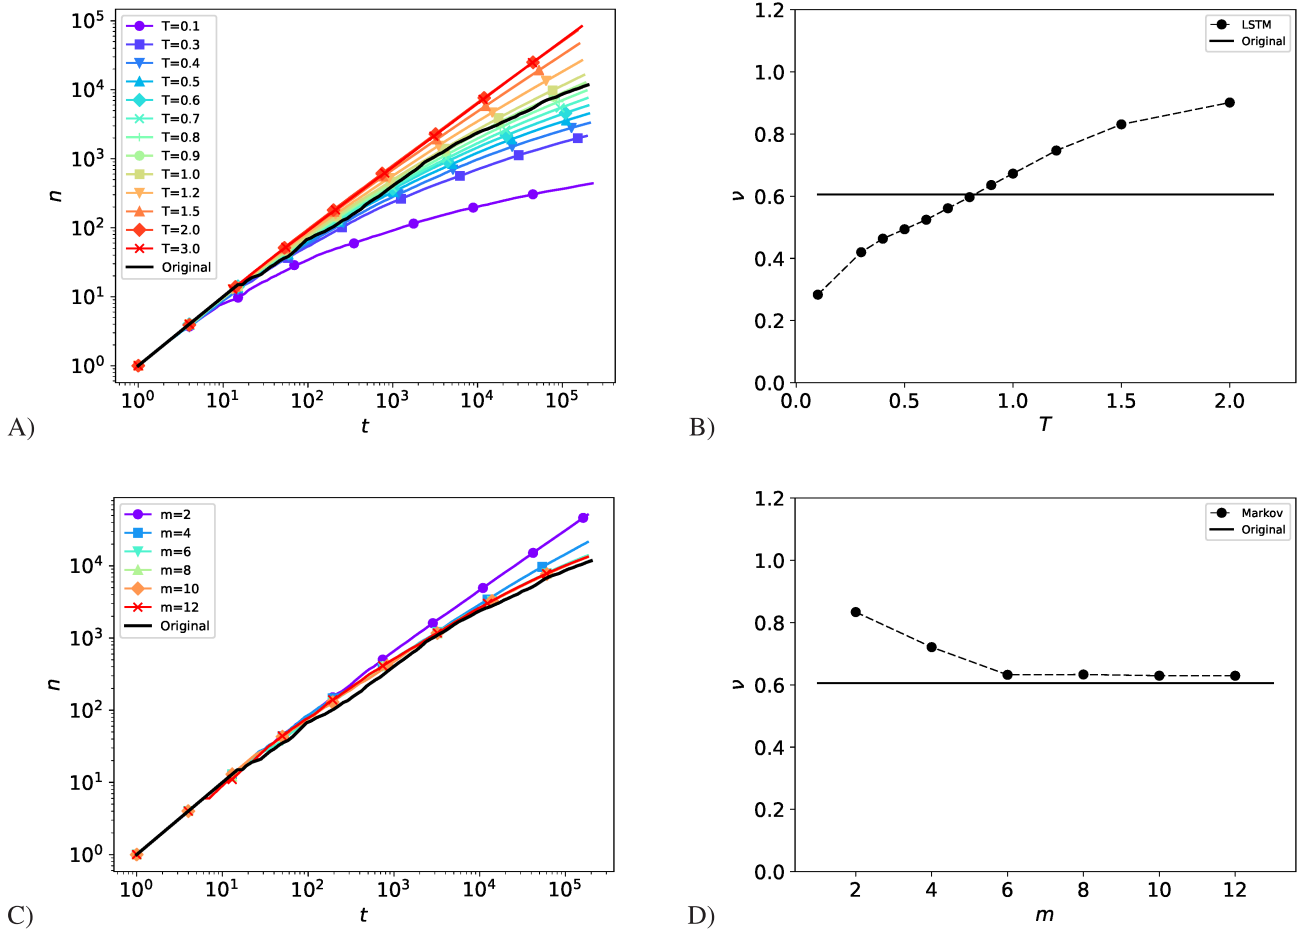 10^5
10^4
10^3
10^2
10^1
10^0
n
T=0.1
T=0.3
T=0.4
T=0.5
T=0.6
T=0.7
T=0.8
T=0.9
T=1.0
T=1.2
T=1.5
T=2.0
T=3.0
Original
10^0 10^1 10^2 10^3 10^4 10^5
t
A)
1.2
1.0
0.8
0.6
0.4
0.2
0.0
ν
LSTM
Original
0.0 0.5 1.0 1.5 2.0
T
B)
10^4
10^3
10^2
10^1
10^0
n
m=2
m=4
m=6
m=8
m=10
m=12
Original
10^0 10^1 10^2 10^3 10^4 10^5
t
C)
1.2
1.0
0.8
0.6
0.4
0.2
0.0
ν
Markov
Original
2 4 6 8 10 12
m
D)